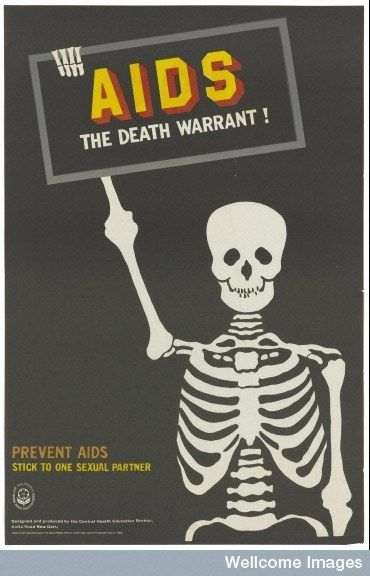 AIDS
THE DEATH WARRANT !
PREVENT AIDS
STICK TO ONE SEXUAL PARTNER
Designed and produced by the Central Health Education Bureau,
Kotla Road New Delhi
Wellcome Images